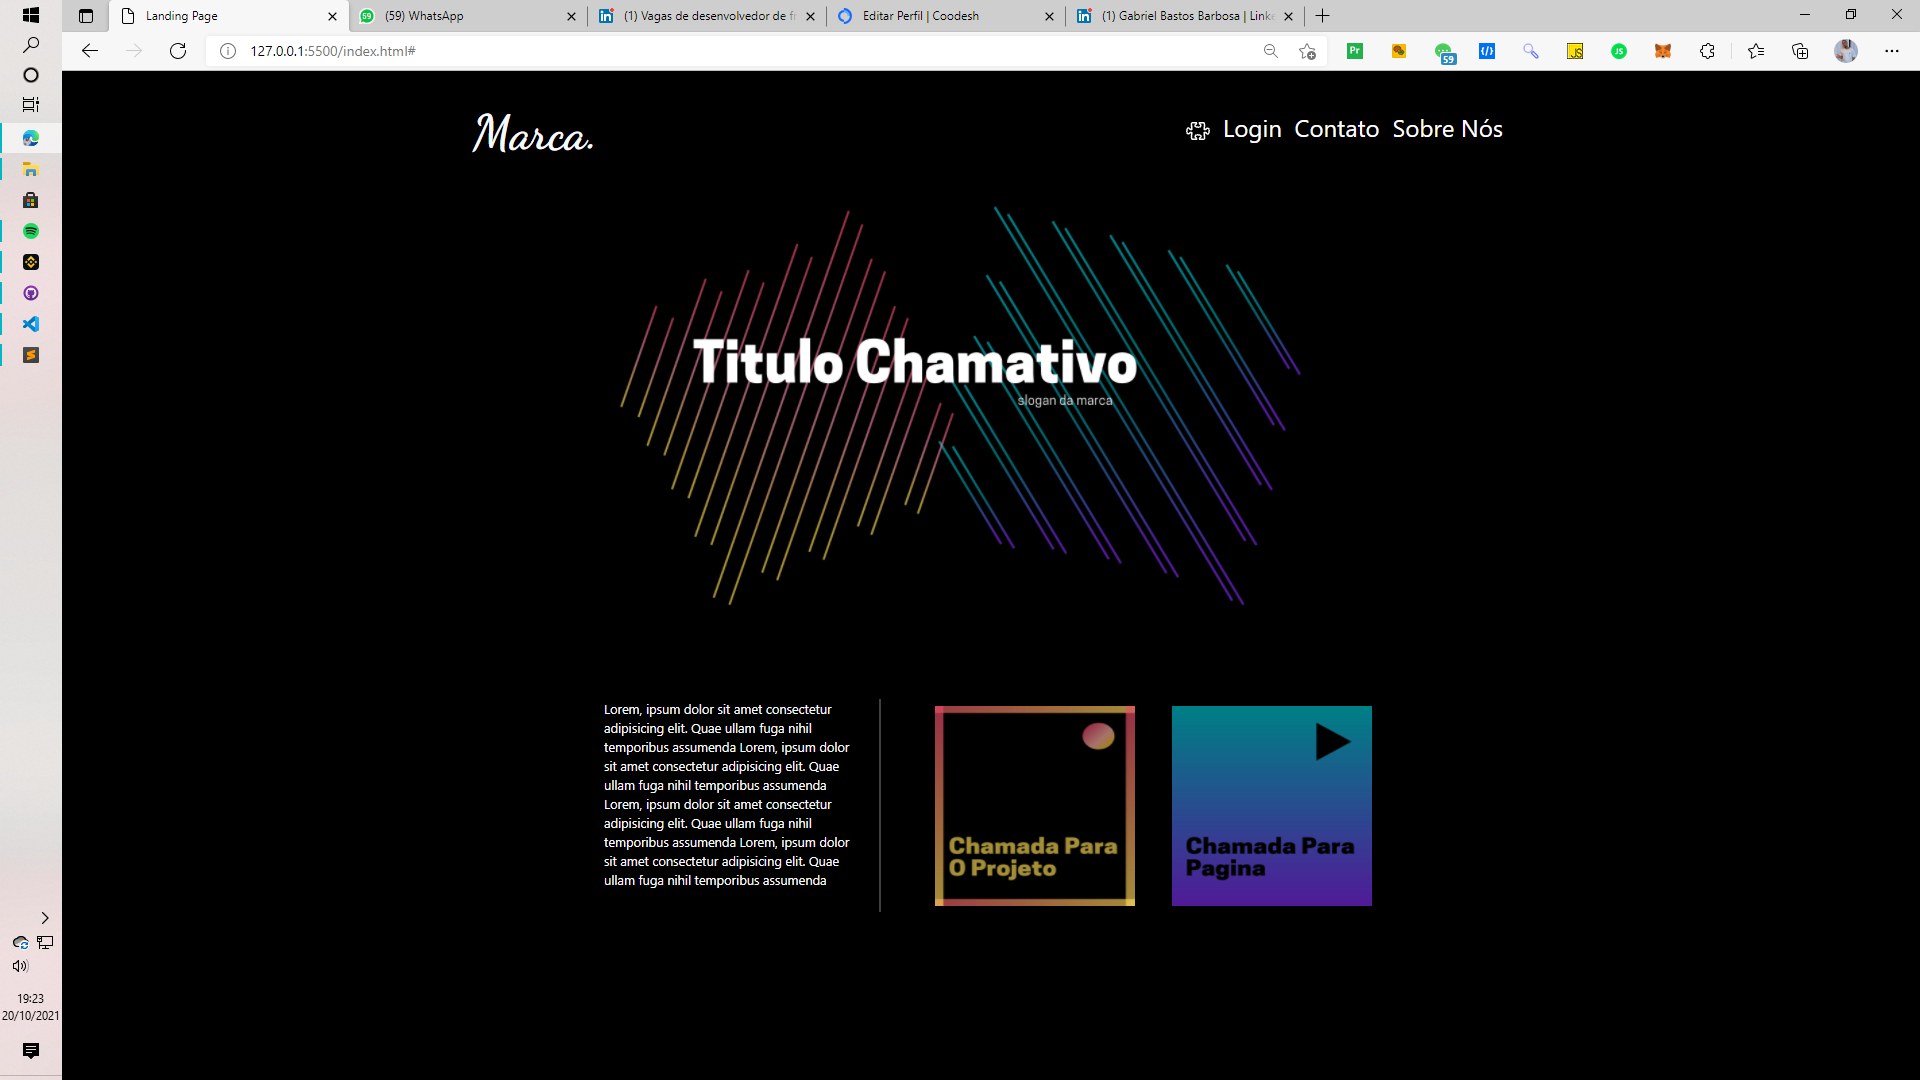 Landing Page
(59) WhatsApp
(1) Vagas de desenvolvedor de f
Editar Perfil | Coodesh
(1) Gabriel Bastos Barbosa | Linke
127.0.0.1:5500/index.html#
Pr
59
JS
JS
Marca.
Login Contato Sobre Nós
Titulo Chamativo
slogan da marca
Lorem, ipsum dolor sit amet consectetur
adipisicing elit. Quae ullam fuga nihil
temporibus assumenda Lorem, ipsum dolor
sit amet consectetur adipisicing elit. Quae
ullam fuga nihil temporibus assumenda
Lorem, ipsum dolor sit amet consectetur
adipisicing elit. Quae ullam fuga nihil
temporibus assumenda Lorem, ipsum dolor
sit amet consectetur adipisicing elit. Quae
ullam fuga nihil temporibus assumenda
Chamada Para
O Projeto
Chamada Para
Pagina
19:23
20/10/2021